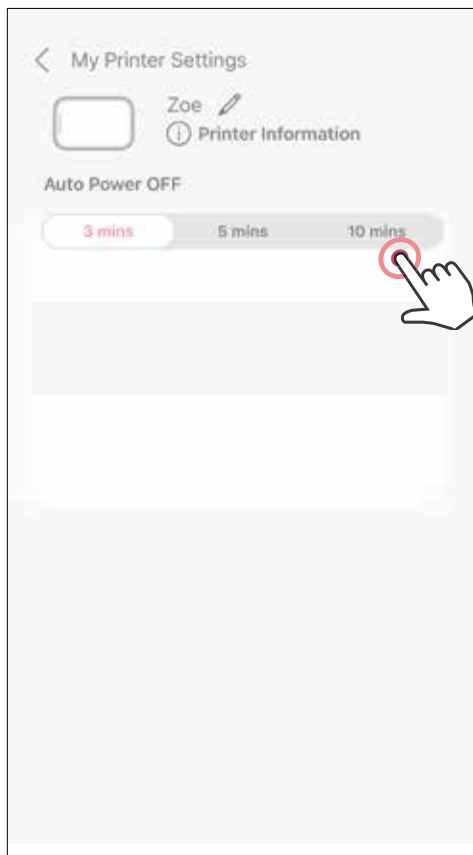 My Printer Settings
Zoe
Printer Information
Auto Power OFF
3 mins 5 mins 10 mins